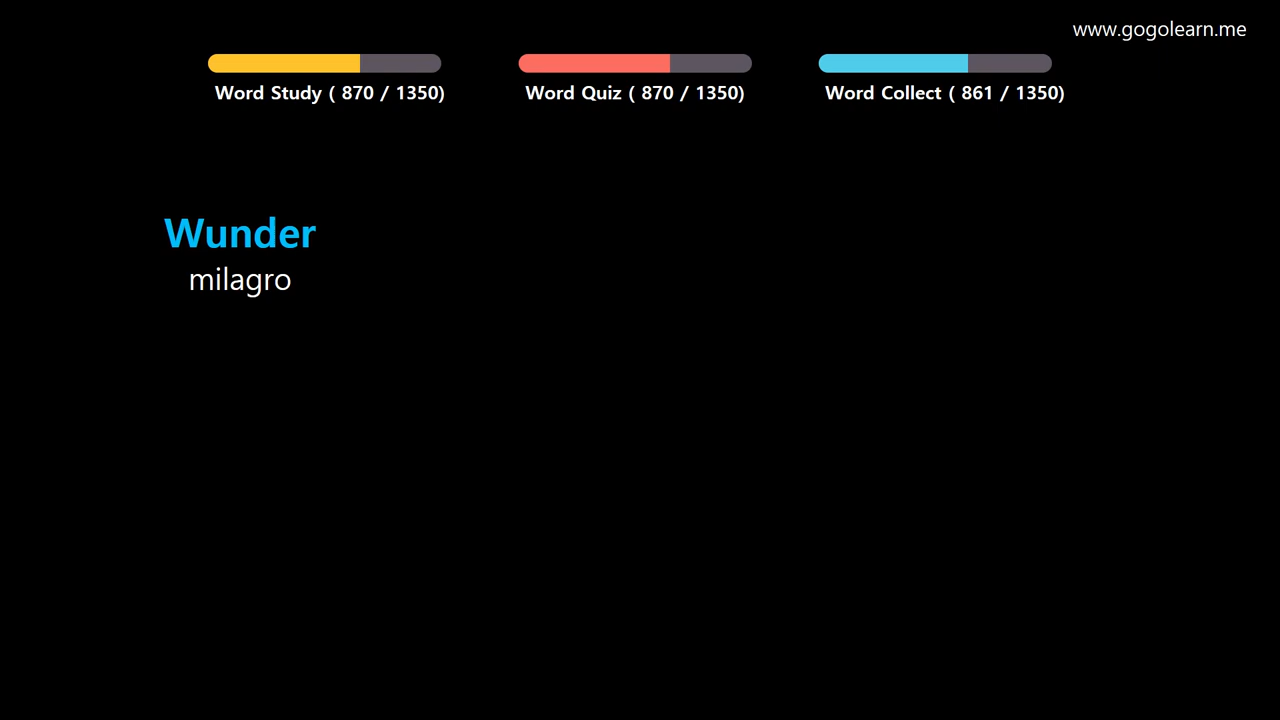 www.gogolearn.me
Word Study ( 870 / 1350)
Word Quiz ( 870 / 1350)
Word Collect ( 861 / 1350)
Wunder
milagro